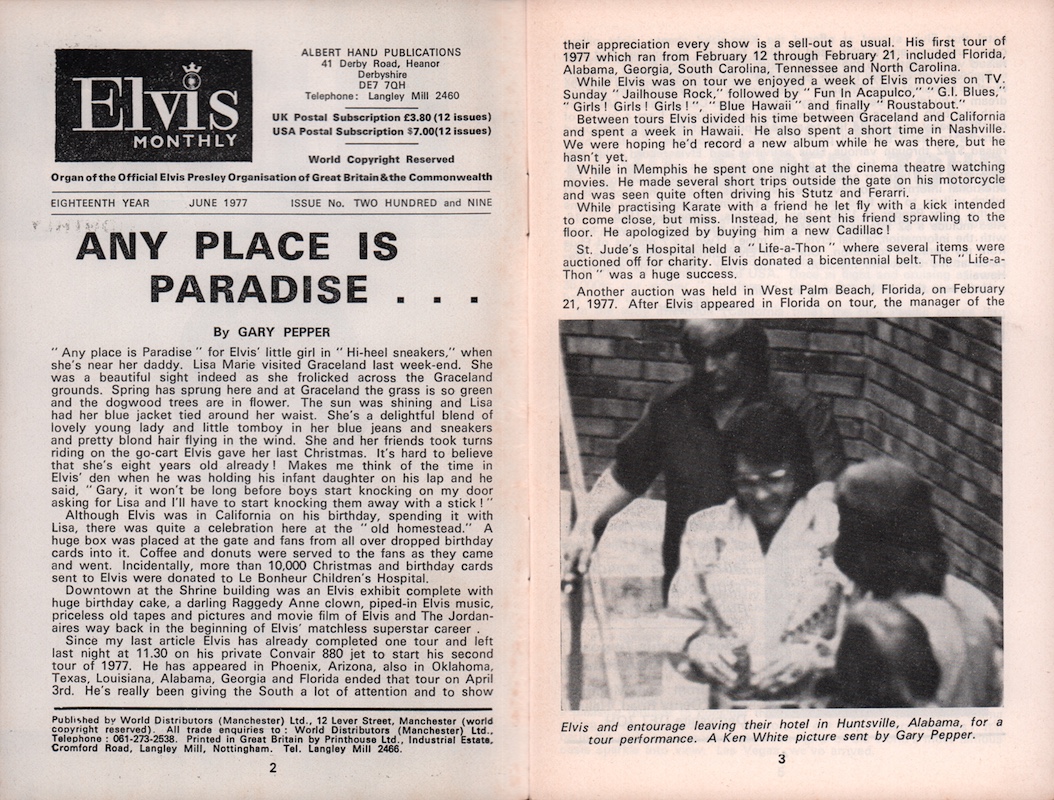 Elvis
MONTHLY
ALBERT HAND PUBLICATIONS
41 Derby Road, Heanor
Derbyshire
DE7 7QH
Telephone: Langley Mill 2460
UK Postal Subscription £3.80 (12 issues)
USA Postal Subscription $7.00 (12 issues)
World Copyright Reserved
Organ of the Official Elvis Presley Organisation of Great Britain & the Commonwealth
EIGHTEENTH YEAR JUNE 1977 ISSUE No. TWO HUNDRED and NINE
ANY PLACE IS
PARADISE . . .
By GARY PEPPER
" Any place is Paradise " for Elvis' little girl in " Hi-heel sneakers," when
she's near her daddy. Lisa Marie visited Graceland last week-end. She
was a beautiful sight indeed as she frolicked across the Graceland
grounds. Spring has sprung here and at Graceland the grass is so green
and the dogwood trees are in flower. The sun was shining and Lisa
had her blue jacket tied around her waist. She's a delightful blend of
lovely young lady and little tomboy in her blue jeans and sneakers
and pretty blond hair flying in the wind. She and her friends took turns
riding on the go-cart Elvis gave her last Christmas. It's hard to believe
that she's eight years old already ! Makes me think of the time in
Elvis' den when he was holding his infant daughter on his lap and he
said, " Gary, it won't be long before boys start knocking on my door
asking for Lisa and I'll have to start knocking them away with a stick ! "
Although Elvis was in California on his birthday, spending it with
Lisa, there was quite a celebration here at the " old homestead." A
huge box was placed at the gate and fans from all over dropped birthday
cards into it. Coffee and donuts were served to the fans as they came
and went. Incidentally, more than 10,000 Christmas and birthday cards
sent to Elvis were donated to Le Bonheur Children's Hospital.
Downtown at the Shrine building was an Elvis exhibit complete with
huge birthday cake, a darling Raggedy Anne clown, piped-in Elvis music,
priceless old tapes and pictures and movie film of Elvis and The Jordan-
aires way back in the beginning of Elvis' matchless superstar career .
Since my last article Elvis has already completed one tour and left
last night at 11.30 on his private Convair 880 jet to start his second
tour of 1977. He has appeared in Phoenix, Arizona, also in Oklahoma,
Texas, Louisiana, Alabama, Georgia and Florida ended that tour on April
3rd. He's really been giving the South a lot of attention and to show
Published by World Distributors (Manchester) Ltd., 12 Lever Street, Manchester (world
copyright reserved). All trade enquiries to : World Distributors (Manchester) Ltd.,
Telephone : 061-273-2538. Printed in Great Britain by Printhouse Ltd., Industrial Estate,
Cromford Road, Langley Mill, Nottingham. Tel. Langley Mill 2466.
2
their appreciation every show is a sell-out as usual. His first tour of
1977 which ran from February 12 through February 21, included Florida,
Alabama, Georgia, South Carolina, Tennessee and North Carolina.
While Elvis was on tour we enjoyed a week of Elvis movies on TV.
Sunday " Jailhouse Rock," followed by " Fun In Acapulco," " G.I. Blues,"
" Girls ! Girls ! Girls ! ", " Blue Hawaii " and finally " Roustabout."
Between tours Elvis divided his time between Graceland and California
and spent a week in Hawaii. He also spent a short time in Nashville.
We were hoping he'd record a new album while he was there, but he
hasn't yet.
While in Memphis he spent one night at the cinema theatre watching
movies. He made several short trips outside the gate on his motorcycle
and was seen quite often driving his Stutz and Ferarri.
While practising Karate with a friend he let fly with a kick intended
to come close, but miss. Instead, he sent his friend sprawling to the
floor. He apologized by buying him a new Cadillac !
St. Jude's Hospital held a " Life-a-Thon " where several items were
auctioned off for charity. Elvis donated a bicentennial belt. The " Life-a-
Thon " was a huge success.
Another auction was held in West Palm Beach, Florida, on February
21, 1977. After Elvis appeared in Florida on tour, the manager of the
Elvis and entourage leaving their hotel in Huntsville, Alabama, for a
tour performance. A Ken White picture sent by Gary Pepper.
3